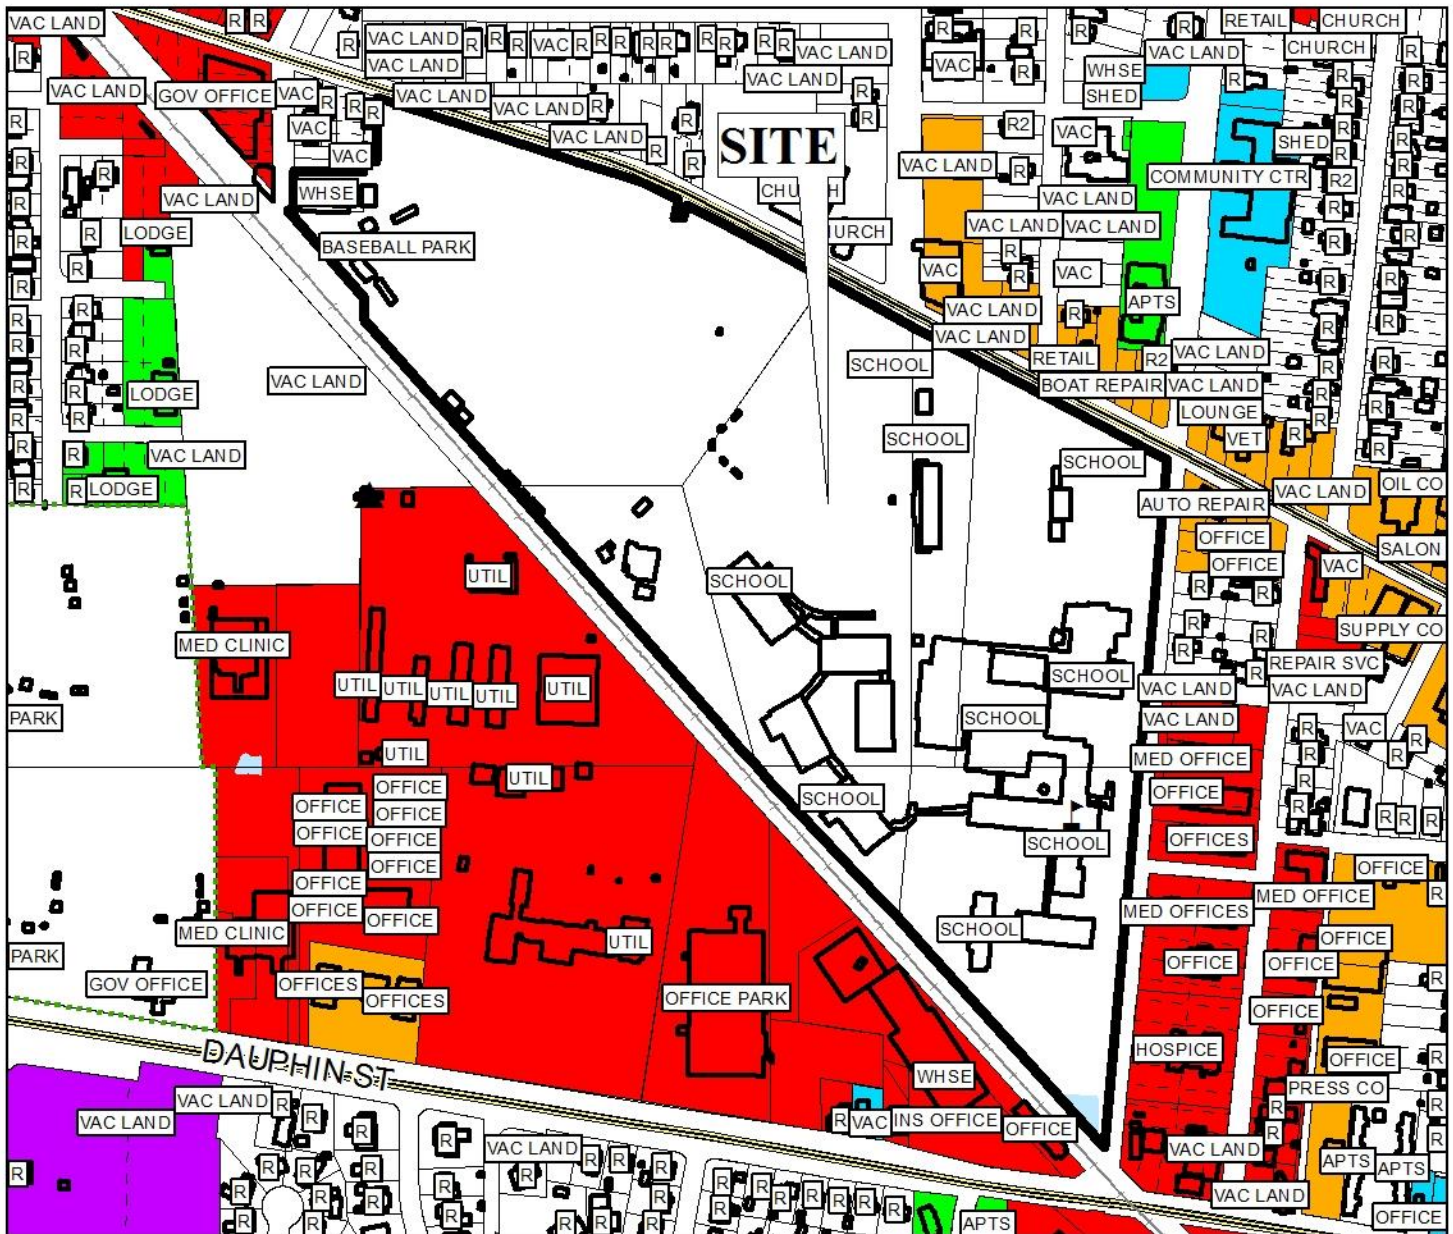 VAC LAND
R
R
RETAIL
CHURCH
R
VAC LAND
R
R
R
VAC
R
R
R
R
R
R
R
R
R
VAC LAND
R
R
R
R
CHURCH
R
R
VAC LAND
VAC LAND
VAC
R
WHSE
VAC LAND
R
R
VAC LAND
GOV OFFICE
VAC
R
R
R
VAC LAND
VAC LAND
R
R
SHED
R
R
VAC
VAC LAND
R
R
R
R2
VAC
SHED
R
R
SITE
VAC
R
R
VAC LAND
R
COMMUNITY CTR
R2
R
R
WHSE
VAC LAND
R
VAC LAND
R
R
LODGE
BASEBALL PARK
VAC LAND
VAC LAND
R
R
R
R
VAC
R
VAC
R
R
APTS
R
R
VAC LAND
R
R
R
R
R
VAC LAND
RETAIL
R2
VAC LAND
R
R
SCHOOL
R
R
LODGE
VAC LAND
BOAT REPAIR
VAC LAND
R
R
R
LOUNGE
R
R
SCHOOL
VET
R
R
R
VAC LAND
SCHOOL
R
R
LODGE
AUTO REPAIR
VAC LAND
OIL CO
OFFICE
SALON
OFFICE
VAC
UTIL
SCHOOL
R
R
R
R
SUPPLY CO
MED CLINIC
R
REPAIR SVC
R
SCHOOL
VAC LAND
VAC LAND
UTIL
UTIL
UTIL
UTIL
UTIL
PARK
SCHOOL
VAC LAND
R
VAC
R
R
R
UTIL
MED OFFICE
UTIL
R
OFFICE
SCHOOL
OFFICE
OFFICE
OFFICE
R
R
R
R
OFFICE
OFFICE
SCHOOL
OFFICES
OFFICE
OFFICE
OFFICE
MED OFFICE
R
OFFICE
OFFICE
MED OFFICES
MED CLINIC
SCHOOL
UTIL
OFFICE
PARK
OFFICE
OFFICE
R
GOV OFFICE
OFFICES
OFFICES
OFFICE PARK
OFFICE
DAUPHIN ST
HOSPICE
OFFICE
R
WHSE
PRESS CO
R
VAC LAND
R
R
R
VAC LAND
R
R
R
VAC
INS OFFICE
OFFICE
R
R
VAC LAND
VAC LAND
R
R
R
R
R
R
R
R
APTS
APTS
R
R
R
R
R
R
R
R
R
R
VAC LAND
R
R
R
R
R
R
R
R
APTS
OFFICE